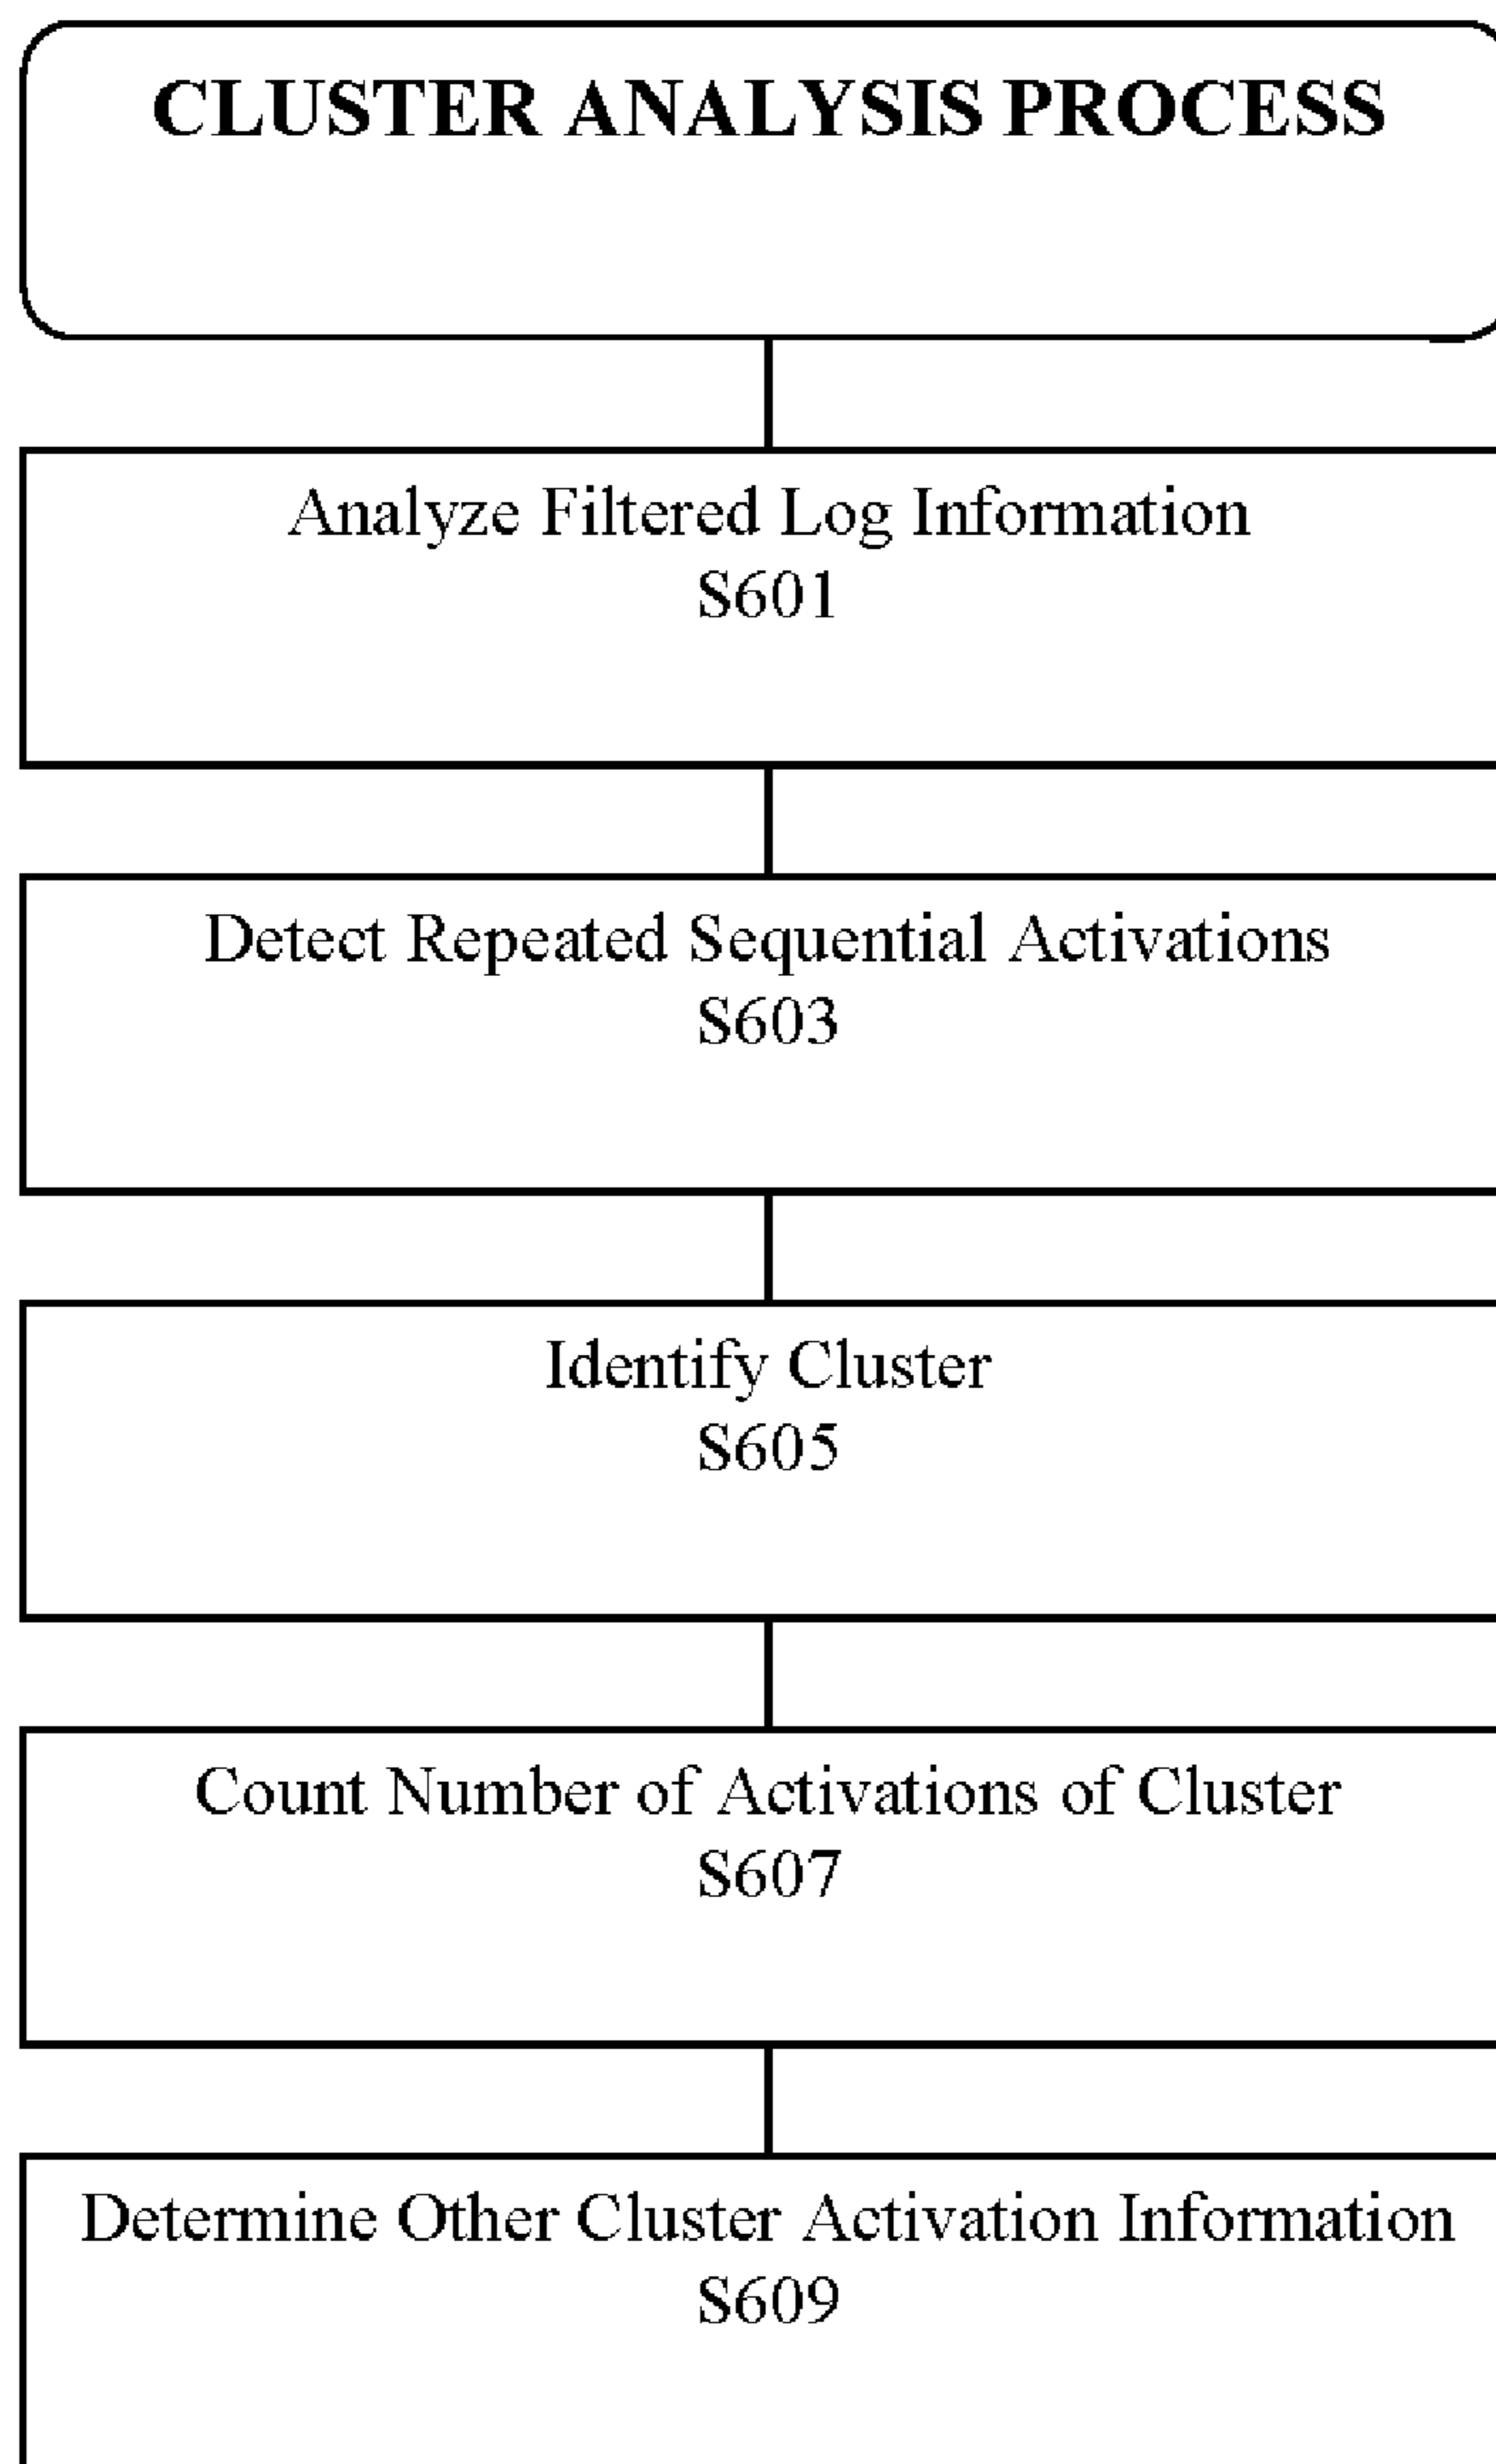 CLUSTER ANALYSIS PROCESS
Analyze Filtered Log Information
S601
Detect Repeated Sequential Activations
S603
Identify Cluster
S605
Count Number of Activations of Cluster
S607
Determine Other Cluster Activation Information
S609